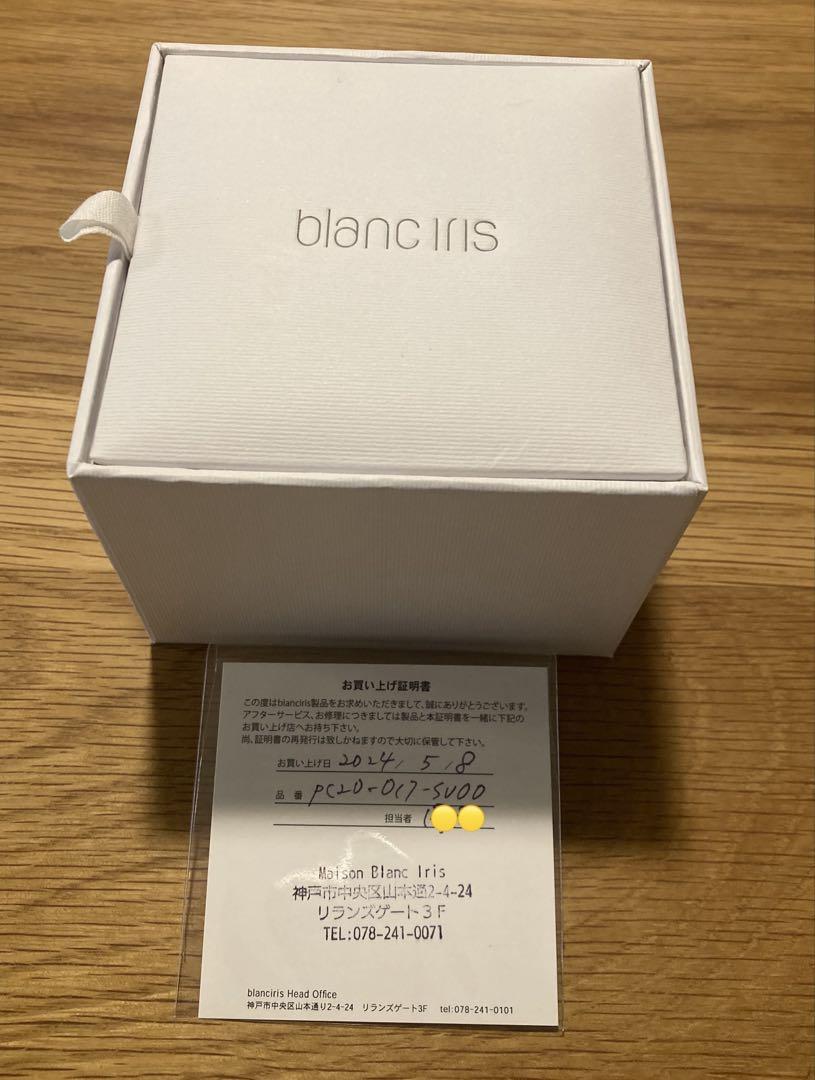 blanc iris
お買い上げ証明書
この度はblanciris製品をお求めいただきまして、誠にありがとうございます。
アフターサービス、お修理につきましては製品と本証明書を一緒に下記の
お買い上げ店へお持ち下さい。
尚、証明書の再発行は致しかねますので大切に保管して下さい。
お買い上げ日 2024, 5, 8
品 番 PC20-017-SV00
担当者
Maison Blanc Iris
神戸市中央区山本通2-4-24
リランズゲート3F
TEL:078-241-0071
blanciris Head Office
神戸市中央区山本通り2-4-24 リランズゲート3F tel:078-241-0101